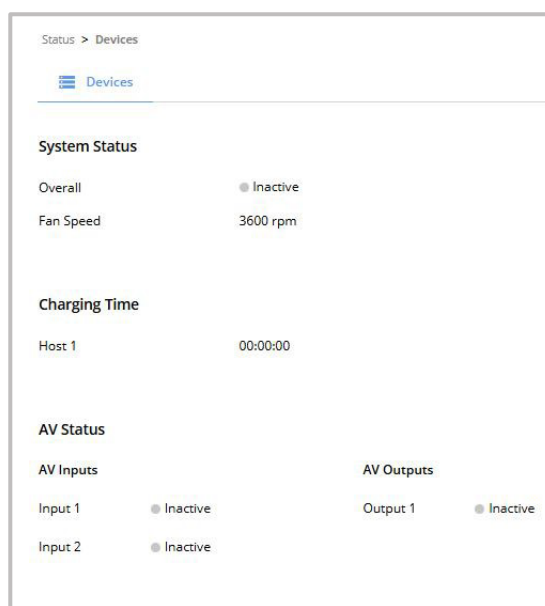 Status > Devices
Devices
System Status
Overall Inactive
Fan Speed 3600 rpm
Charging Time
Host 1 00:00:00
AV Status
AV Inputs AV Outputs
Input 1 Inactive Output 1 Inactive
Input 2 Inactive